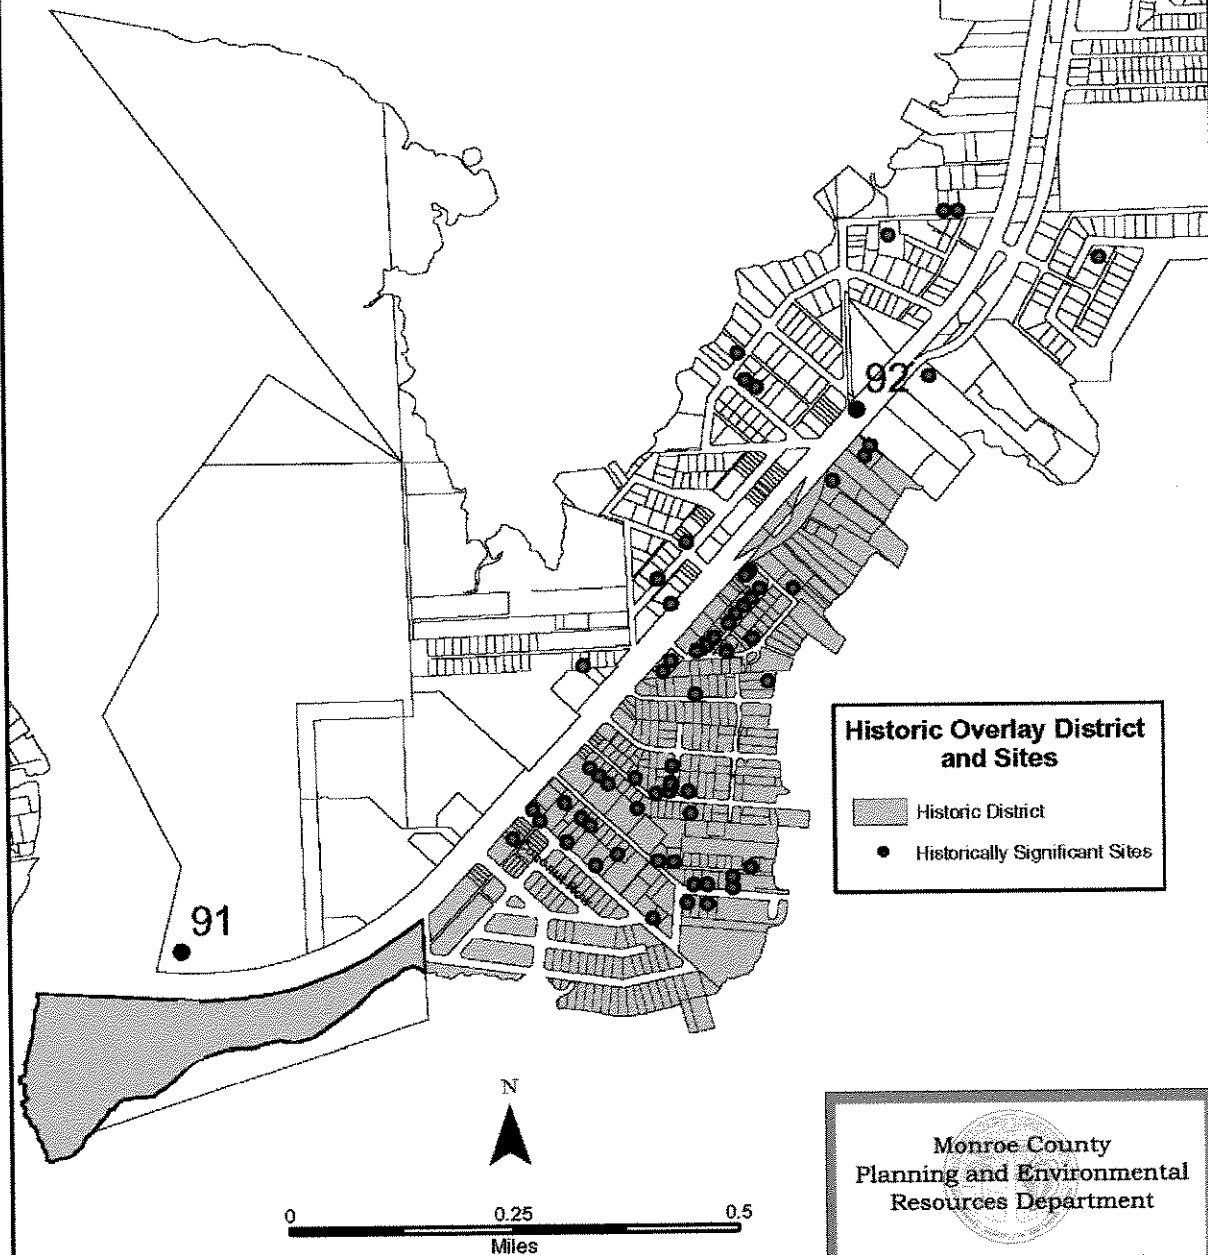 92
Historic Overlay District
and Sites
Historic District
Historically Significant Sites
91
N
0 0.25 0.5
Miles
Monroe County
Planning and Environmental
Resources Department